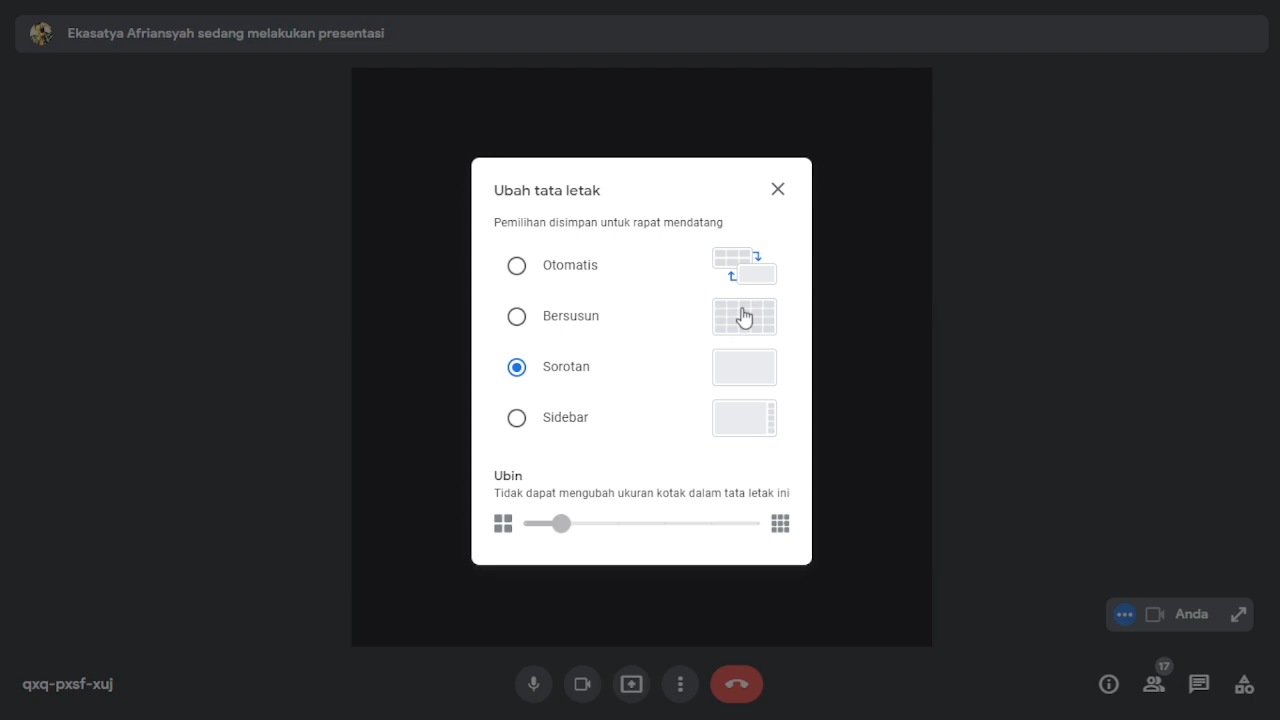 Ekasatya Afriansyah sedang melakukan presentasi
Ubah tata letak
Pemilihan disimpan untuk rapat mendatang
Otomatis
Bersusun
Sorotan
Sidebar
Ubin
Tidak dapat mengubah ukuran kotak dalam tata letak ini
Anda
qxq-pxsf-xuj
17